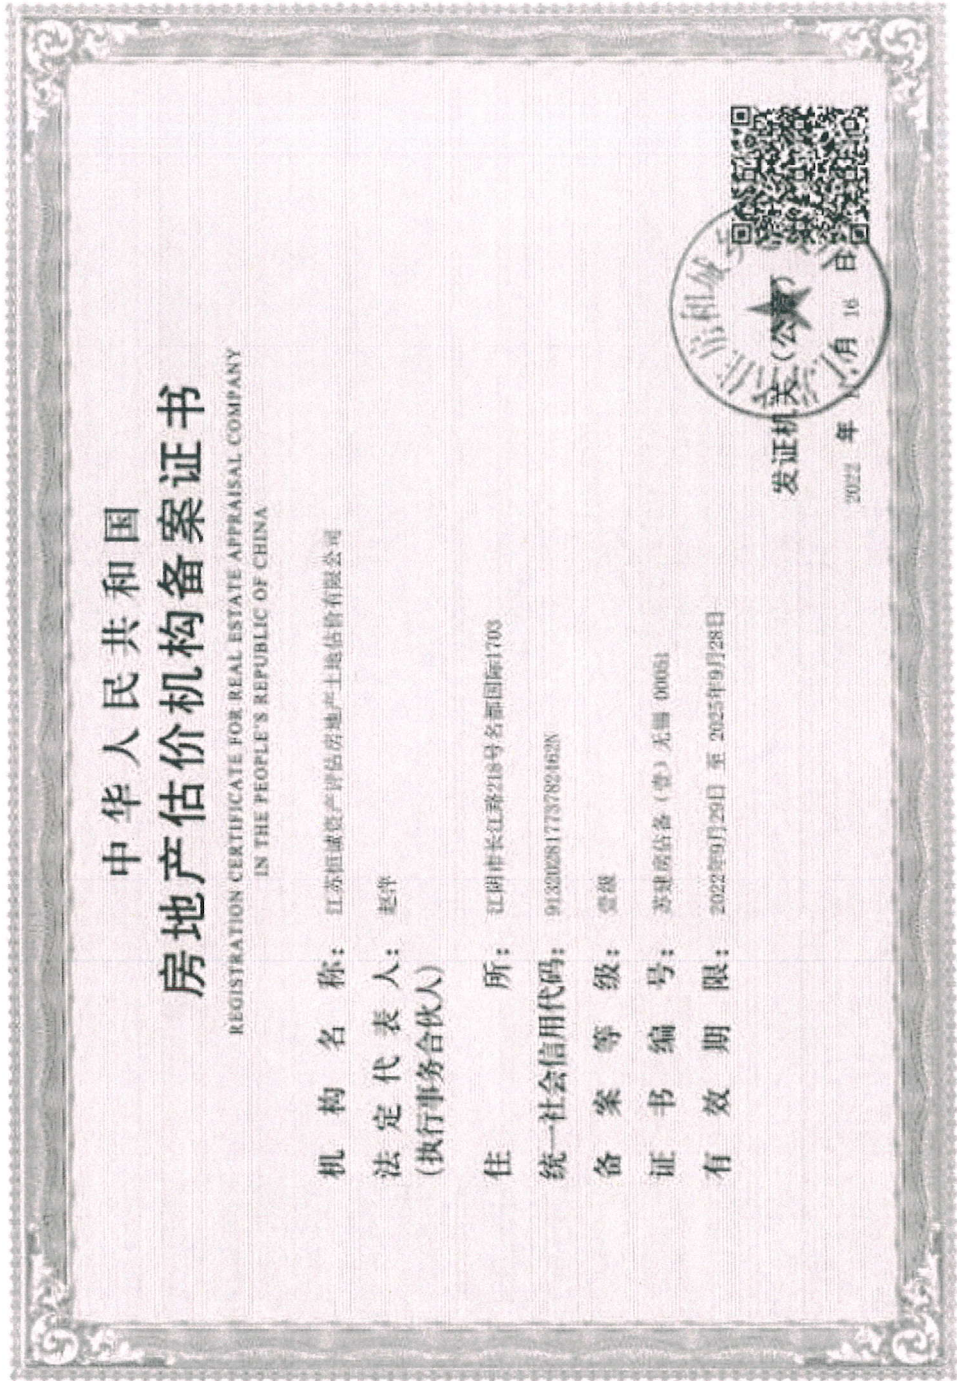 中华人民共和国
房地产估价机构备案证书
REGISTRATION CERTIFICATE FOR REAL ESTATE APPRAISAL COMPANY
IN THE PEOPLE'S REPUBLIC OF CHINA
机构名称：江苏恒诚资产评估房地产土地估价有限公司
法定代表人：赵萍
(执行事务合伙人)
住所：江阴市长江路218号名都国际1703
统一社会信用代码：91320281773782462N
备案等级：壹级
证书编号：苏建房估备（壹）无锡 00051
有效期限：2022年9月29日 至 2025年9月28日
发证机关（公章）
2022 年 月 16 日